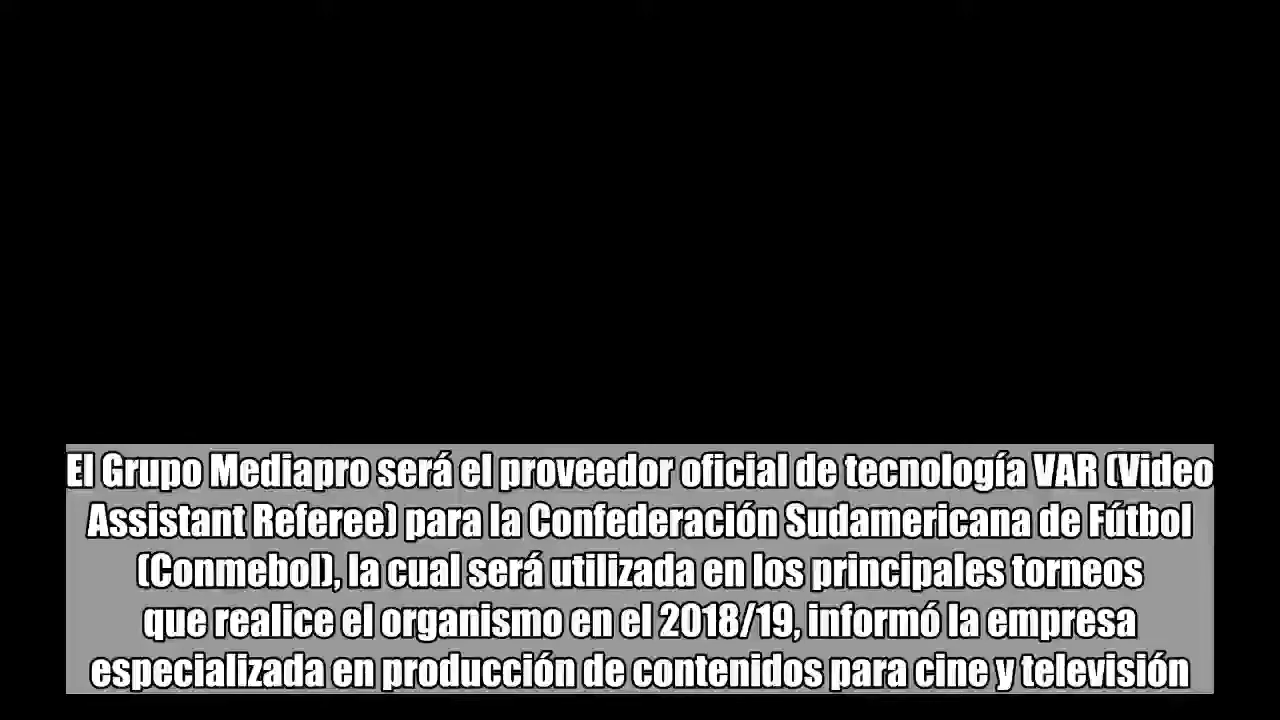 El Grupo Mediapro será el proveedor oficial de tecnología VAR (Video
Assistant Referee) para la Confederación Sudamericana de Fútbol
(Conmebol), la cual será utilizada en los principales torneos
que realice el organismo en el 2018/19, informó la empresa
especializada en producción de contenidos para cine y televisión